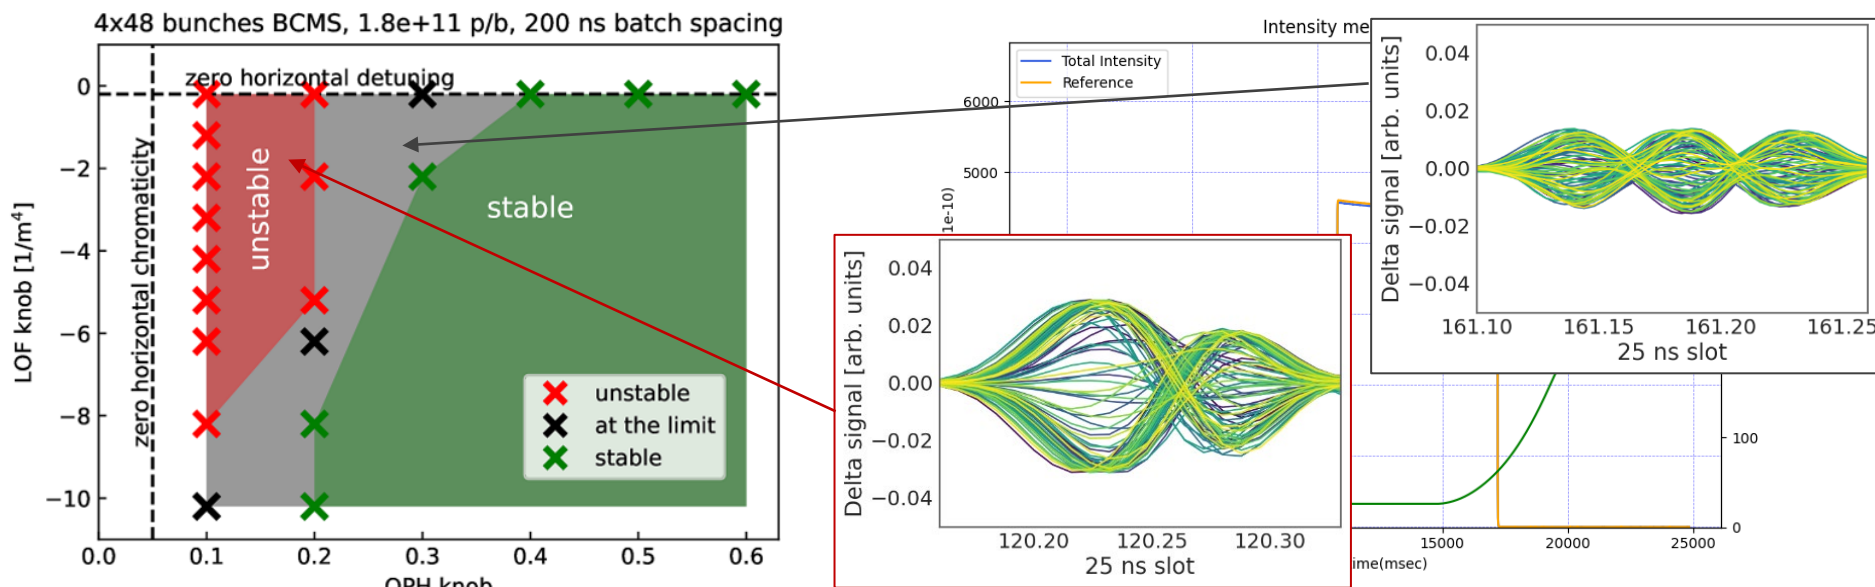 4x48 bunches BCMS, 1.8e+11 p/b, 200 ns batch spacing
zero horizontal detuning
zero horizontal chromaticity
unstable
stable
LOF knob [1/m⁴]
0
−2
−4
−6
−8
−10
0.0
0.1
0.2
0.3
0.4
0.5
0.6
QPH knob
unstable
at the limit
stable
Intensity me
Total Intensity
Reference
6000
5000
1e-10)
100
0
15000
20000
25000
ime(msec)
Delta signal [arb. units]
0.04
0.02
0.00
−0.02
−0.04
120.20
120.25
120.30
25 ns slot
Delta signal [arb. units]
0.04
0.02
0.00
−0.02
−0.04
161.10
161.15
161.20
161.25
25 ns slot